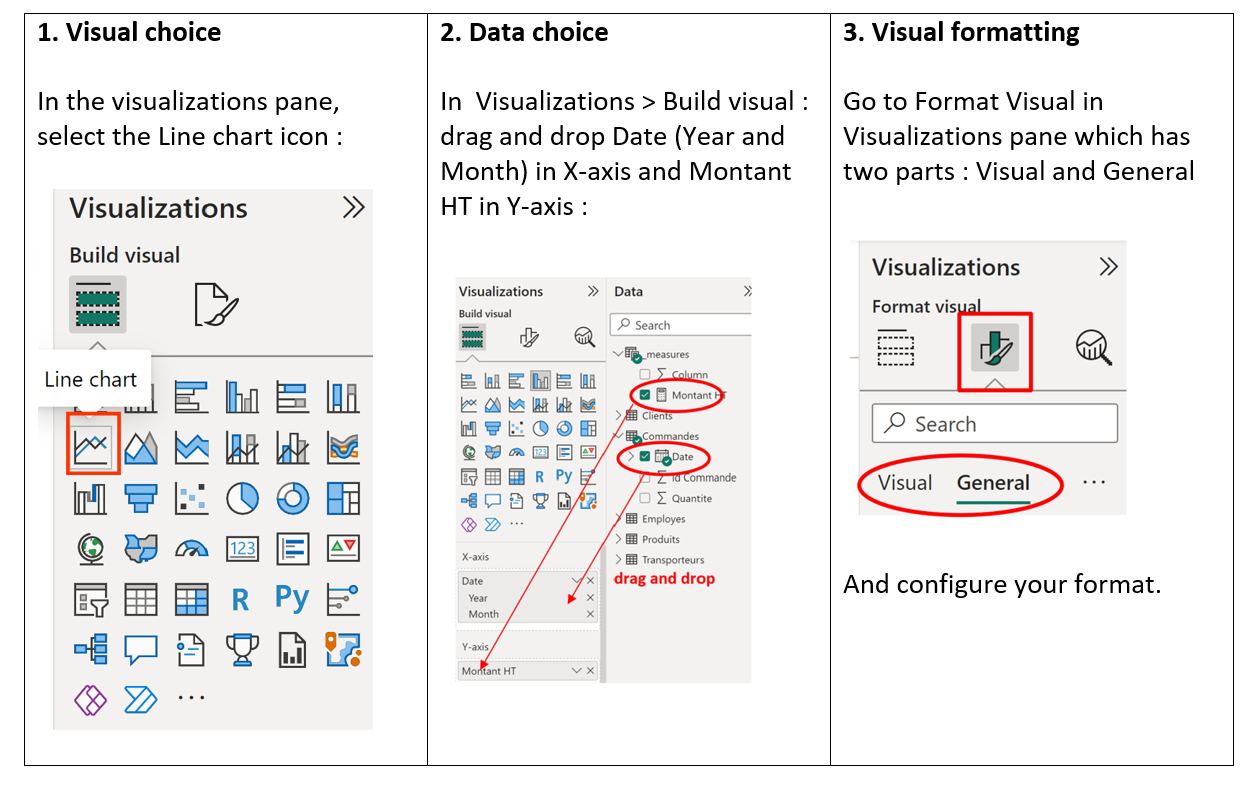 1. Visual choice
In the visualizations pane,
select the Line chart icon :
Visualizations
Build visual
Line chart
123
R
Py
...
2. Data choice
In  Visualizations > Build visual :
drag and drop Date (Year and
Month) in X-axis and Montant
HT in Y-axis :
Visualizations
Build visual
123
R
Py
...
X-axis
Date
Year
Month
Y-axis
Montant HT
Data
Search
_measures
Column
Montant HT
Clients
Commandes
Date
Id Commande
Quantite
Employes
Produits
Transporteurs
drag and drop
3. Visual formatting
Go to Format Visual in
Visualizations pane which has
two parts : Visual and General
Visualizations
Format visual
Search
Visual General ...
And configure your format.